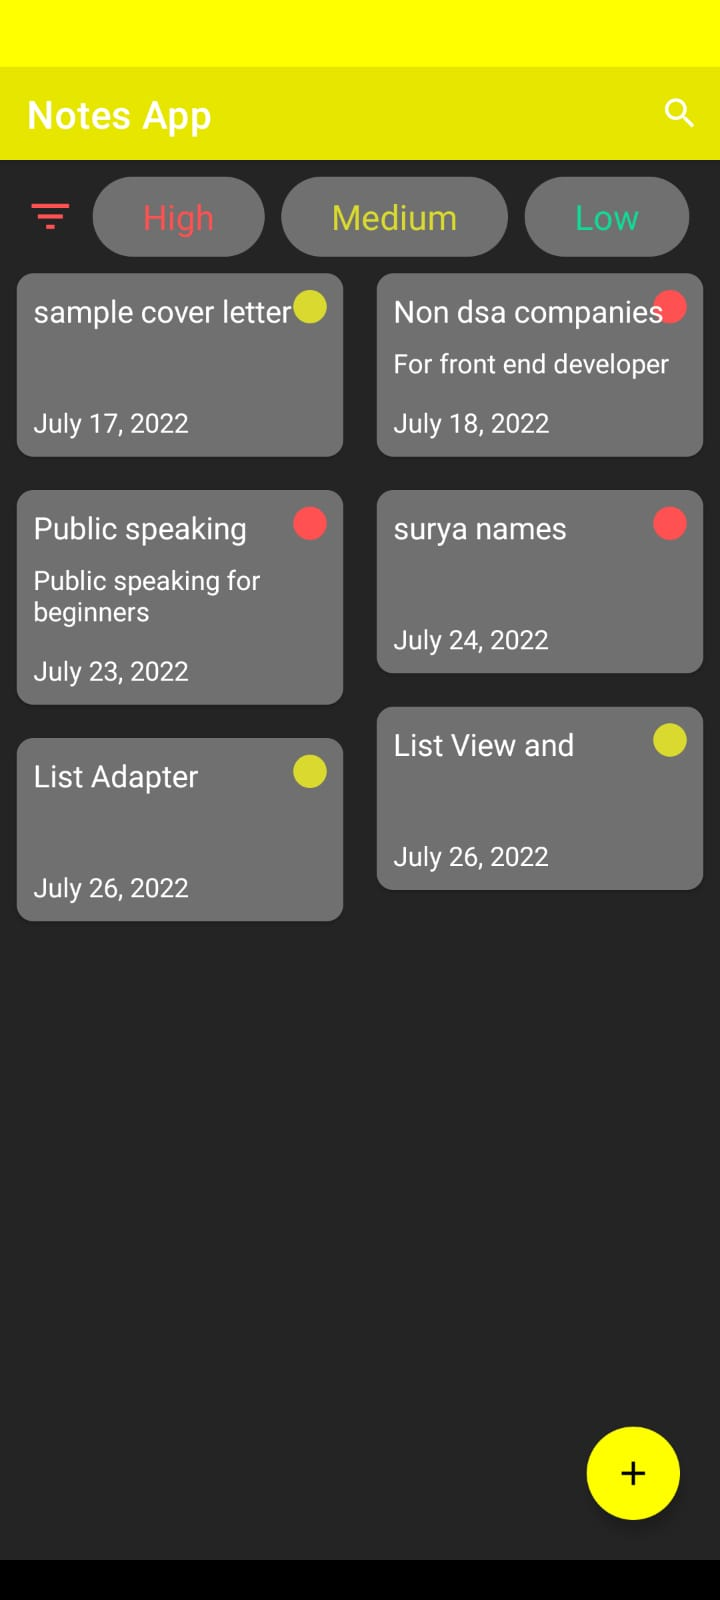 Notes App
High
Medium
Low
sample cover letter
July 17, 2022
Non dsa companies
For front end developer
July 18, 2022
Public speaking
Public speaking for
beginners
July 23, 2022
surya names
July 24, 2022
List Adapter
July 26, 2022
List View and
July 26, 2022
+